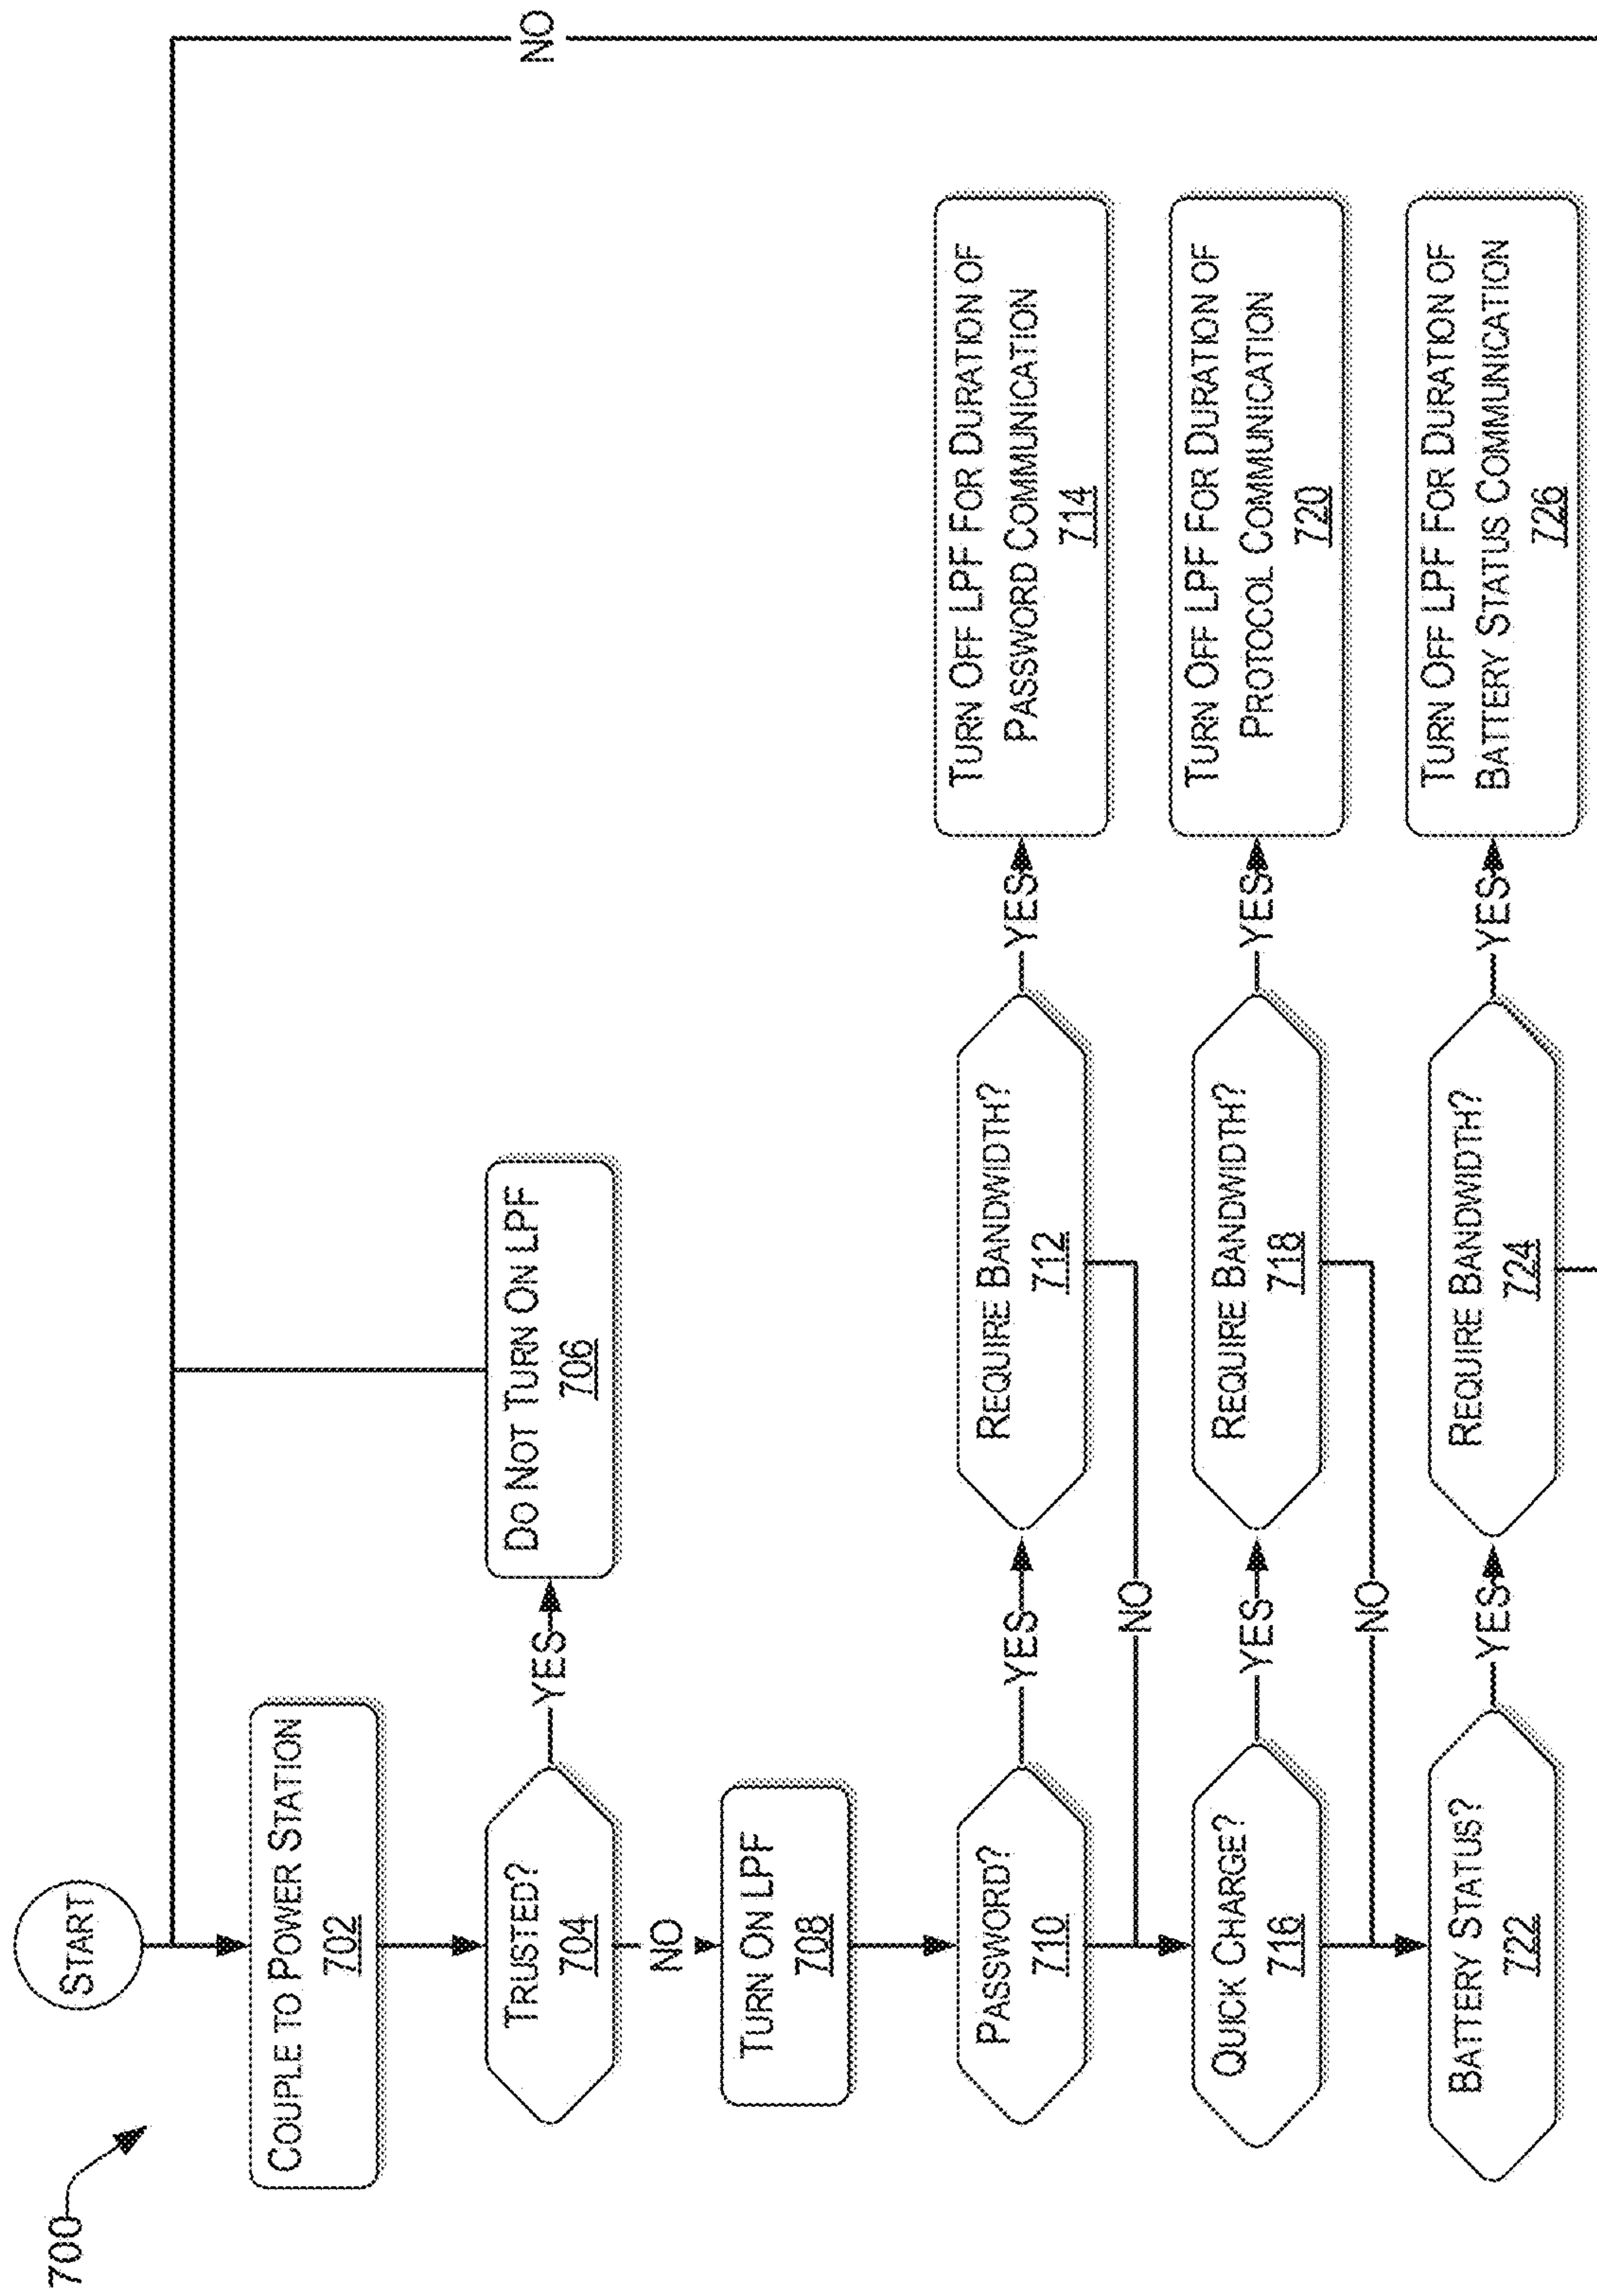 700
START
COUPLE TO POWER STATION
702
TRUSTED?
704
YES
DO NOT TURN ON LPF
706
NO
NO
TURN ON LPF
708
PASSWORD?
710
YES
REQUIRE BANDWIDTH?
712
YES
TURN OFF LPF FOR DURATION OF
PASSWORD COMMUNICATION
714
NO
QUICK CHARGE?
716
YES
REQUIRE BANDWIDTH?
718
YES
TURN OFF LPF FOR DURATION OF
PROTOCOL COMMUNICATION
720
NO
BATTERY STATUS?
722
YES
REQUIRE BANDWIDTH?
724
YES
TURN OFF LPF FOR DURATION OF
BATTERY STATUS COMMUNICATION
726